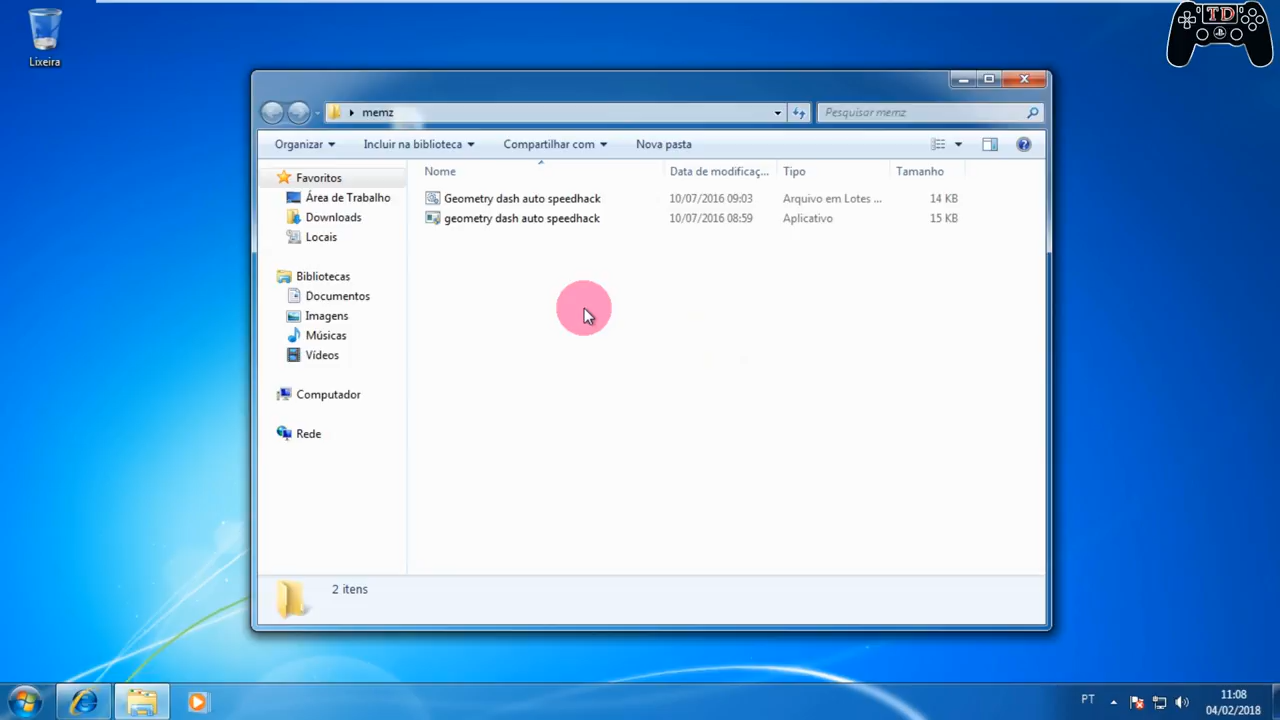 TD
Lixeira
memz
Pesquisar memz
Organizar
Incluir na biblioteca
Compartilhar com
Nova pasta
Favoritos
Área de Trabalho
Downloads
Locais
Bibliotecas
Documentos
Imagens
Músicas
Vídeos
Computador
Rede
Nome
Data de modificaç...
Tipo
Tamanho
Geometry dash auto speedhack
10/07/2016 09:03
Arquivo em Lotes ...
14 KB
geometry dash auto speedhack
10/07/2016 08:59
Aplicativo
15 KB
2 itens
PT
11:08
04/02/2018